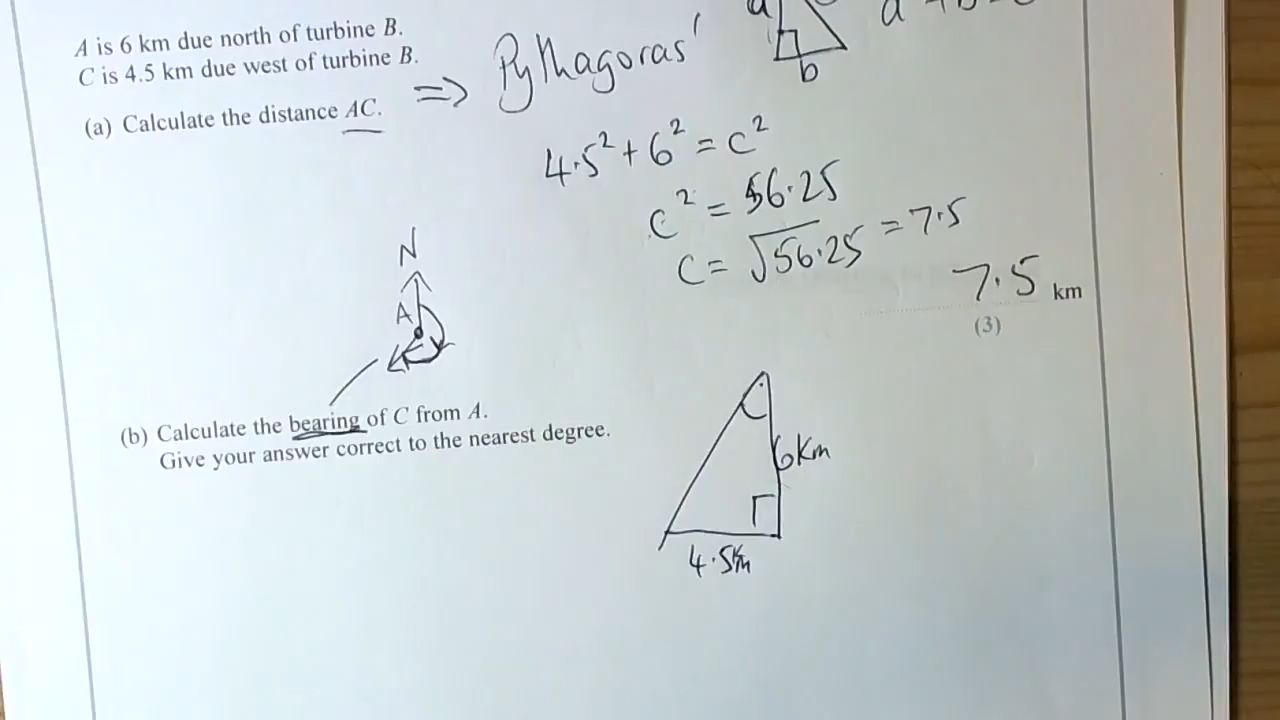 A is 6 km due north of turbine B.
C is 4.5 km due west of turbine B.
(a) Calculate the distance AC.
=> Pythagoras'
a
b
4.5² + 6² = c²
c² = 56.25
c = √56.25 = 7.5
7.5 km
(3)
N
A
(b) Calculate the bearing of C from A.
Give your answer correct to the nearest degree.
6km
4.5km